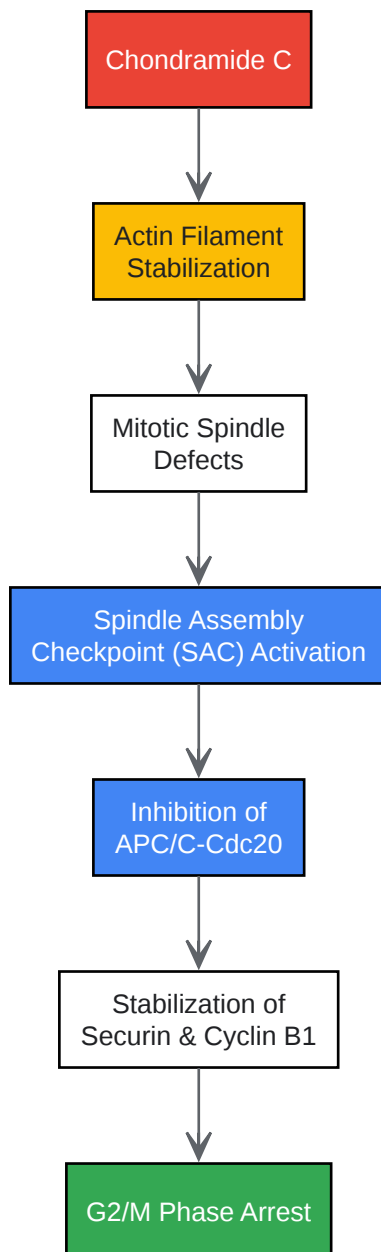 Chondramide C
Actin Filament
Stabilization
Mitotic Spindle
Defects
Spindle Assembly
Checkpoint (SAC) Activation
Inhibition of
APC/C-Cdc20
Stabilization of
Securin & Cyclin B1
G2/M Phase Arrest